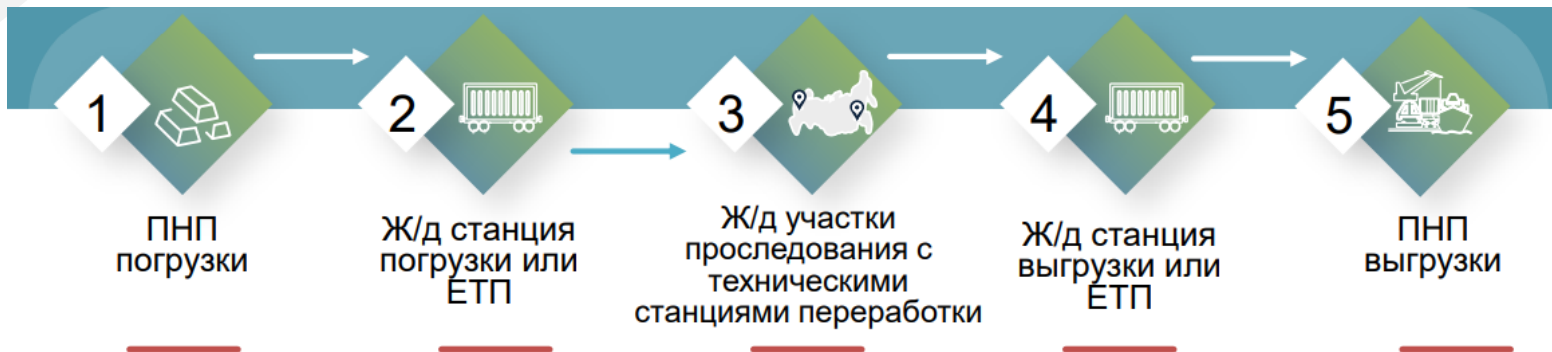 1
ПНП
погрузки
2
Ж/д станция
погрузки или
ЕТП
3
Ж/д участки
проследования с
техническими
станциями переработки
4
Ж/д станция
выгрузки или
ЕТП
5
ПНП
выгрузки